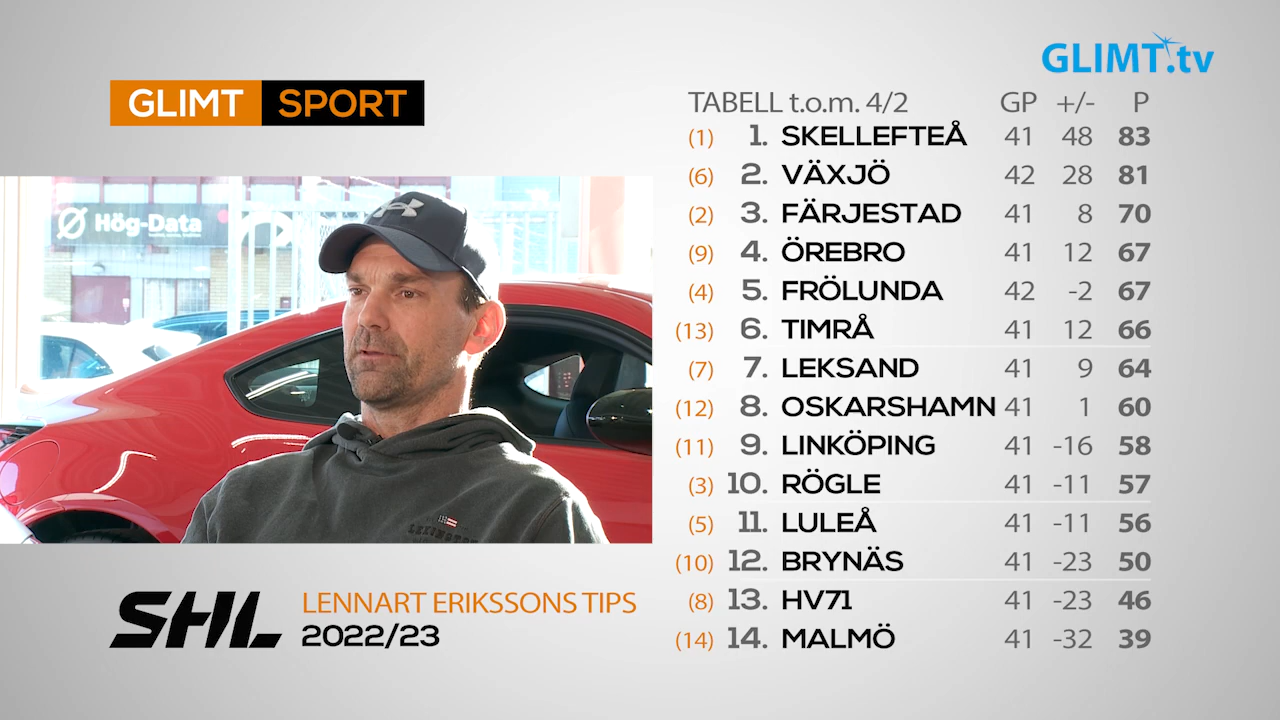 GLIMT.tv
GLIMT SPORT
TABELL t.o.m. 4/2 GP +/- P
(1) 1. SKELLEFTEÅ 41 48 83
(6) 2. VÄXJÖ 42 28 81
(2) 3. FÄRJESTAD 41 8 70
(9) 4. ÖREBRO 41 12 67
(4) 5. FRÖLUNDA 42 -2 67
(13) 6. TIMRÅ 41 12 66
(7) 7. LEKSAND 41 9 64
(12) 8. OSKARSHAMN 41 1 60
(11) 9. LINKÖPING 41 -16 58
(3) 10. RÖGLE 41 -11 57
(5) 11. LULEÅ 41 -11 56
(10) 12. BRYNÄS 41 -23 50
(8) 13. HV71 41 -23 46
(14) 14. MALMÖ 41 -32 39
Hög-Data
LEXINGTON
SHL
LENNART ERIKSSONS TIPS
2022/23